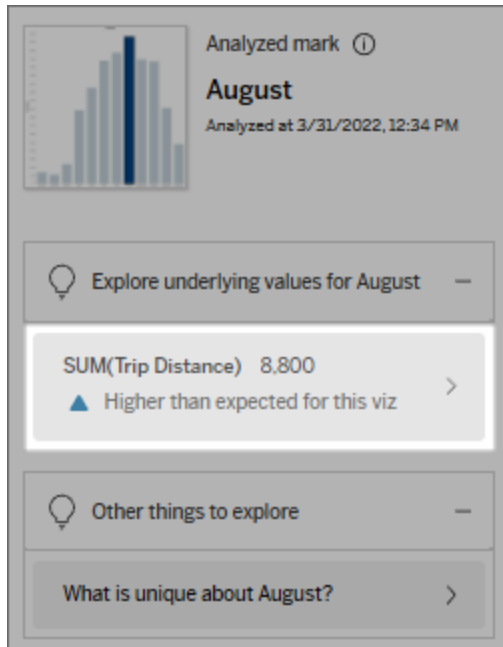 Analyzed mark
August
Analyzed at 3/31/2022, 12:34 PM
Explore underlying values for August
SUM(Trip Distance) 8,800
Higher than expected for this viz
Other things to explore
What is unique about August?